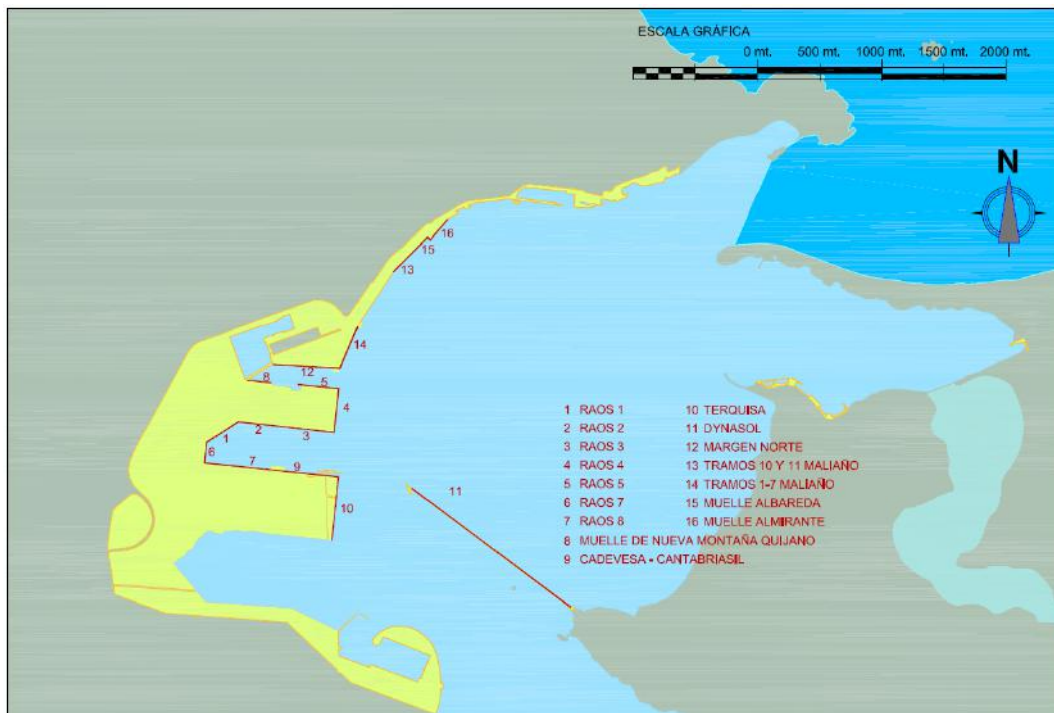 ESCALA GRÁFICA
0 mt. 500 mt. 1000 mt. 1500 mt. 2000 mt.
N
16
15
13
14
12
8
5
4
2
1
3
6
7
9
10
11
1 RAOS 1
2 RAOS 2
3 RAOS 3
4 RAOS 4
5 RAOS 5
6 RAOS 7
7 RAOS 8
8 MUELLE DE NUEVA MONTAÑA QUIJANO
9 CADEVESA - CANTABRIASIL
10 TERQUISA
11 DYNASOL
12 MARGEN NORTE
13 TRAMOS 10 Y 11 MALIAÑO
14 TRAMOS 1-7 MALIAÑO
15 MUELLE ALBAREDA
16 MUELLE ALMIRANTE